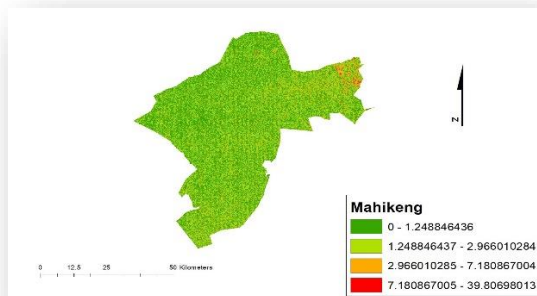 N
Mahikeng
0 - 1.248846436
1.248846437 - 2.966010284
2.966010285 - 7.180867004
7.180867005 - 39.80698013
0 12.5 25 50 Kilometers